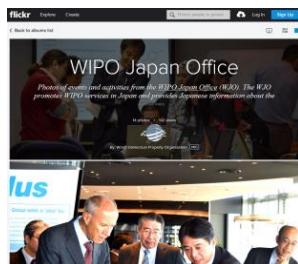 flickr Explore Create
Log In Sign Up
Back to albums list
WIPO Japan Office
Photos of events and activities from the WIPO Japan Office (WJO). The WJO
promotes WIPO services in Japan and provides Japanese information about the
By: World Intellectual Property Organization
lus